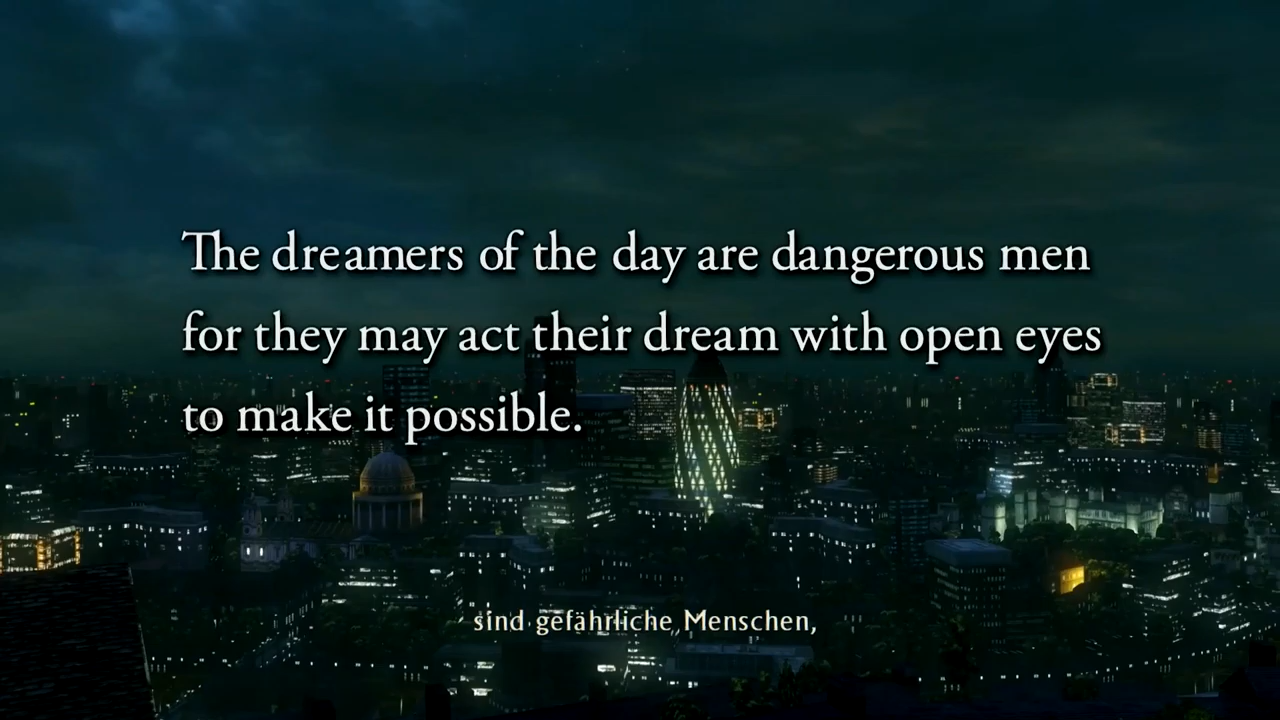 The dreamers of the day are dangerous men
for they may act their dream with open eyes
to make it possible.
sind gefährliche Menschen,